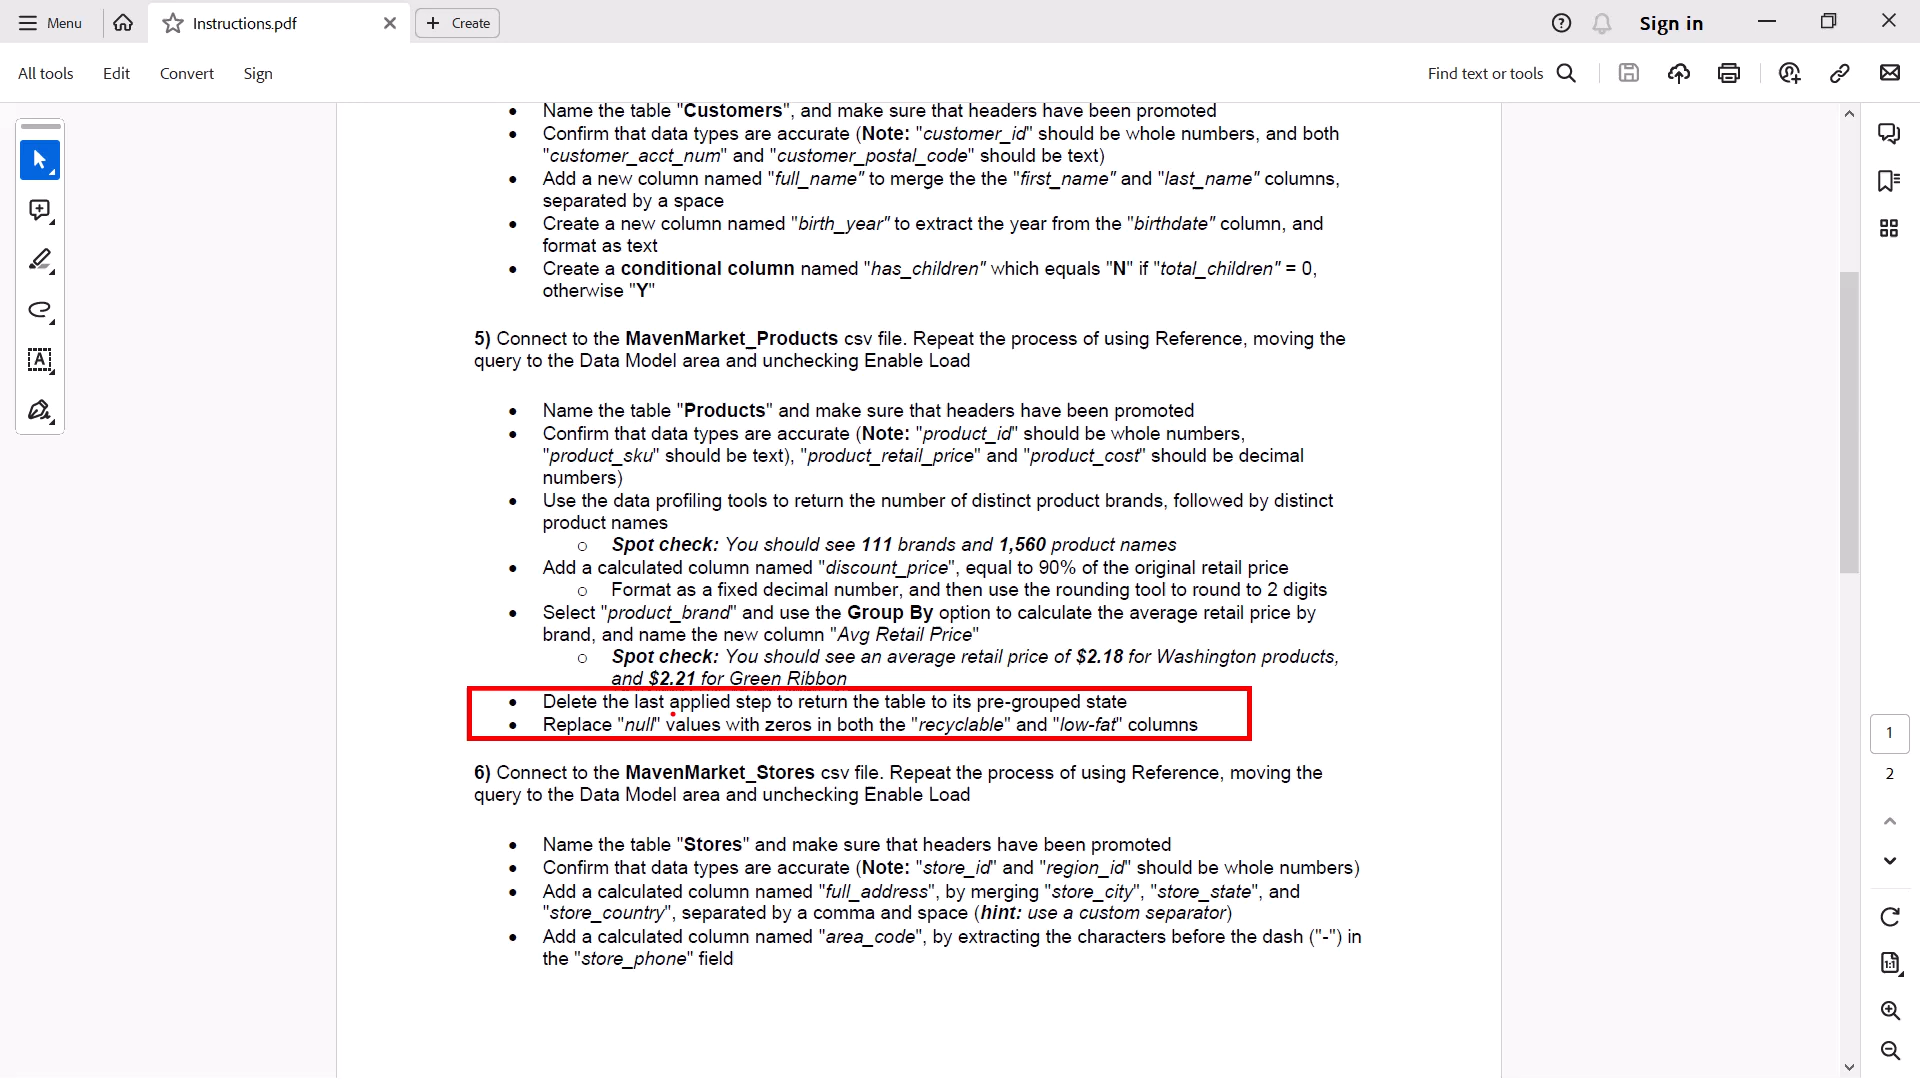 Menu
Instructions.pdf
Create
Sign in
All tools
Edit
Convert
Sign
Find text or tools
• Name the table "Customers", and make sure that headers have been promoted
• Confirm that data types are accurate (Note: "customer_id" should be whole numbers, and both
"customer_acct_num" and "customer_postal_code" should be text)
• Add a new column named "full_name" to merge the the "first_name" and "last_name" columns,
separated by a space
• Create a new column named "birth_year" to extract the year from the "birthdate" column, and
format as text
• Create a conditional column named "has_children" which equals "N" if "total_children" = 0,
otherwise "Y"
5) Connect to the MavenMarket_Products csv file. Repeat the process of using Reference, moving the
query to the Data Model area and unchecking Enable Load
• Name the table "Products" and make sure that headers have been promoted
• Confirm that data types are accurate (Note: "product_id" should be whole numbers,
"product_sku" should be text), "product_retail_price" and "product_cost" should be decimal
numbers)
• Use the data profiling tools to return the number of distinct product brands, followed by distinct
product names
o Spot check: You should see 111 brands and 1,560 product names
• Add a calculated column named "discount_price", equal to 90% of the original retail price
o Format as a fixed decimal number, and then use the rounding tool to round to 2 digits
• Select "product_brand" and use the Group By option to calculate the average retail price by
brand, and name the new column "Avg Retail Price"
o Spot check: You should see an average retail price of $2.18 for Washington products,
and $2.21 for Green Ribbon
• Delete the last applied step to return the table to its pre-grouped state
• Replace "null" values with zeros in both the "recyclable" and "low-fat" columns
6) Connect to the MavenMarket_Stores csv file. Repeat the process of using Reference, moving the
query to the Data Model area and unchecking Enable Load
• Name the table "Stores" and make sure that headers have been promoted
• Confirm that data types are accurate (Note: "store_id" and "region_id" should be whole numbers)
• Add a calculated column named "full_address", by merging "store_city", "store_state", and
"store_country", separated by a comma and space (hint: use a custom separator)
• Add a calculated column named "area_code", by extracting the characters before the dash ("-") in
the "store_phone" field
1
2